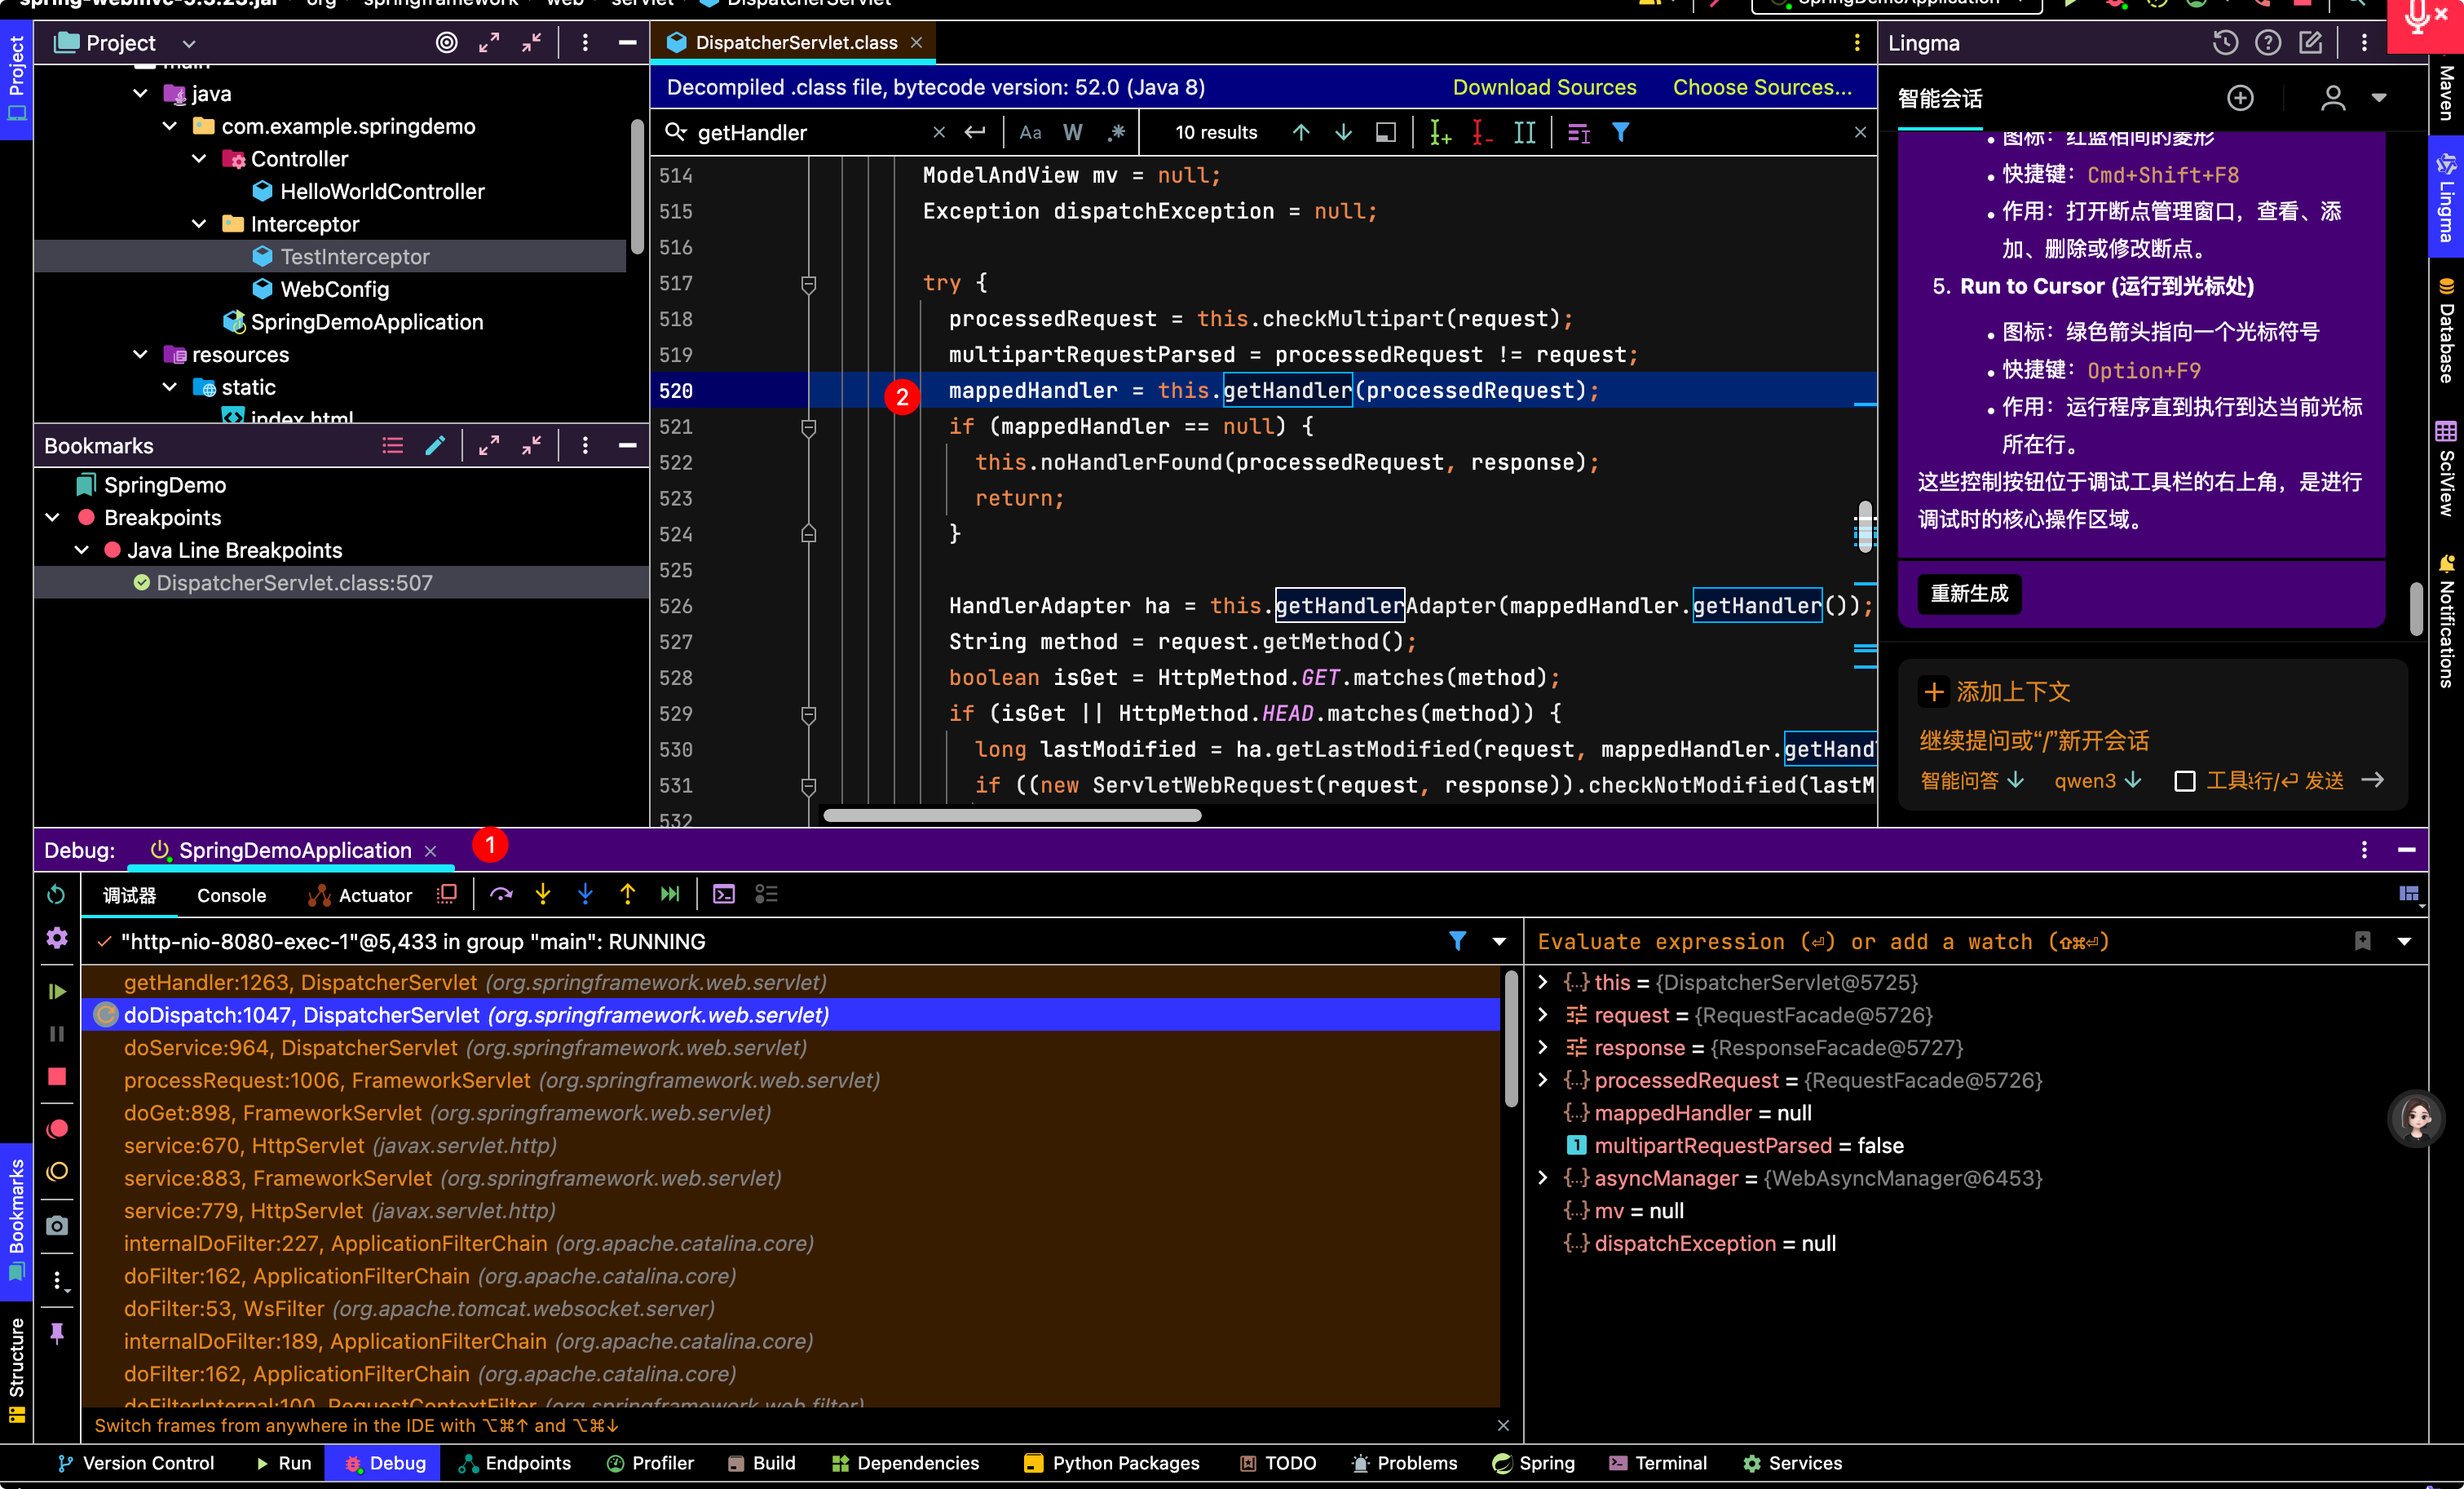 spring-webmvc-5.3.23.jar org springframework web servlet DispatcherServlet
SpringDemoApplication
Project
Project
main
java
com.example.springdemo
Controller
HelloWorldController
Interceptor
TestInterceptor
WebConfig
SpringDemoApplication
resources
static
index.html
Bookmarks
SpringDemo
Breakpoints
Java Line Breakpoints
DispatcherServlet.class:507
DispatcherServlet.class
Decompiled .class file, bytecode version: 52.0 (Java 8)
Download Sources
Choose Sources...
getHandler
Aa W .*
10 results
514 ModelAndView mv = null;
515 Exception dispatchException = null;
516
517 try {
518 processedRequest = this.checkMultipart(request);
519 multipartRequestParsed = processedRequest != request;
520 2 mappedHandler = this.getHandler(processedRequest);
521 if (mappedHandler == null) {
522 this.noHandlerFound(processedRequest, response);
523 return;
524 }
525
526 HandlerAdapter ha = this.getHandlerAdapter(mappedHandler.getHandler());
527 String method = request.getMethod();
528 boolean isGet = HttpMethod.GET.matches(method);
529 if (isGet || HttpMethod.HEAD.matches(method)) {
530 long lastModified = ha.getLastModified(request, mappedHandler.getHand
531 if ((new ServletWebRequest(request, response)).checkNotModified(lastM
532
Lingma
智能会话
• 图标：红蓝相间的菱形
• 快捷键：Cmd+Shift+F8
• 作用：打开断点管理窗口，查看、添
加、删除或修改断点。
5. Run to Cursor (运行到光标处)
• 图标：绿色箭头指向一个光标符号
• 快捷键：Option+F9
• 作用：运行程序直到执行到达当前光标
所在行。
这些控制按钮位于调试工具栏的右上角，是进行
调试时的核心操作区域。
重新生成
添加上下文
继续提问或“/”新开会话
智能问答
qwen3
发送
Maven
Lingma
Database
SciView
Notifications
Debug:
SpringDemoApplication
1
调试器
Console
Actuator
"http-nio-8080-exec-1"@5,433 in group "main": RUNNING
getHandler:1263, DispatcherServlet (org.springframework.web.servlet)
doDispatch:1047, DispatcherServlet (org.springframework.web.servlet)
doService:964, DispatcherServlet (org.springframework.web.servlet)
processRequest:1006, FrameworkServlet (org.springframework.web.servlet)
doGet:898, FrameworkServlet (org.springframework.web.servlet)
service:670, HttpServlet (javax.servlet.http)
service:883, FrameworkServlet (org.springframework.web.servlet)
service:779, HttpServlet (javax.servlet.http)
internalDoFilter:227, ApplicationFilterChain (org.apache.catalina.core)
doFilter:162, ApplicationFilterChain (org.apache.catalina.core)
doFilter:53, WsFilter (org.apache.tomcat.websocket.server)
internalDoFilter:189, ApplicationFilterChain (org.apache.catalina.core)
doFilter:162, ApplicationFilterChain (org.apache.catalina.core)
doFilterInternal:100, RequestContextFilter (org.springframework.web.filter)
Switch frames from anywhere in the IDE with ⌥⌘↑ and ⌥⌘↓
Evaluate expression (⏎) or add a watch (⇧⌘⏎)
this = {DispatcherServlet@5725}
request = {RequestFacade@5726}
response = {ResponseFacade@5727}
processedRequest = {RequestFacade@5726}
mappedHandler = null
multipartRequestParsed = false
asyncManager = {WebAsyncManager@6453}
mv = null
dispatchException = null
Bookmarks
Structure
Version Control
Run
Debug
Endpoints
Profiler
Build
Dependencies
Python Packages
TODO
Problems
Spring
Terminal
Services